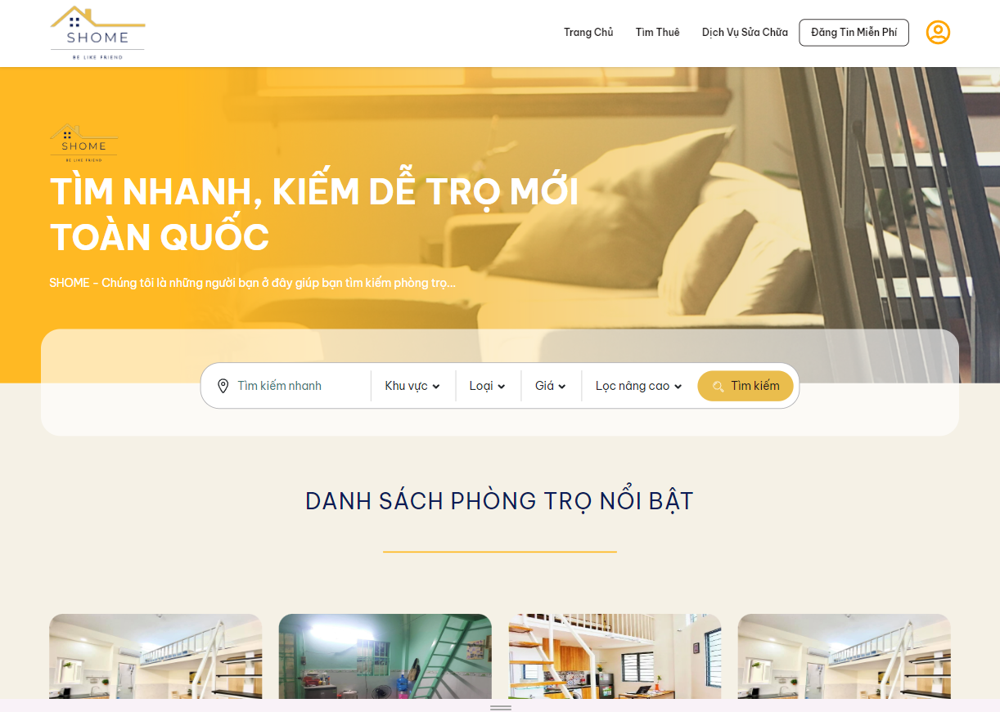 SHOME
BE LIKE FRIEND
Trang Chủ
Tìm Thuê
Dịch Vụ Sửa Chữa
Đăng Tin Miễn Phí
SHOME
BE LIKE FRIEND
TÌM NHANH, KIẾM DỄ TRỌ MỚI
TOÀN QUỐC
SHOME - Chúng tôi là những người bạn ở đây giúp bạn tìm kiếm phòng trọ...
Tìm kiếm nhanh
Khu vực
Loại
Giá
Lọc nâng cao
Tìm kiếm
DANH SÁCH PHÒNG TRỌ NỔI BẬT